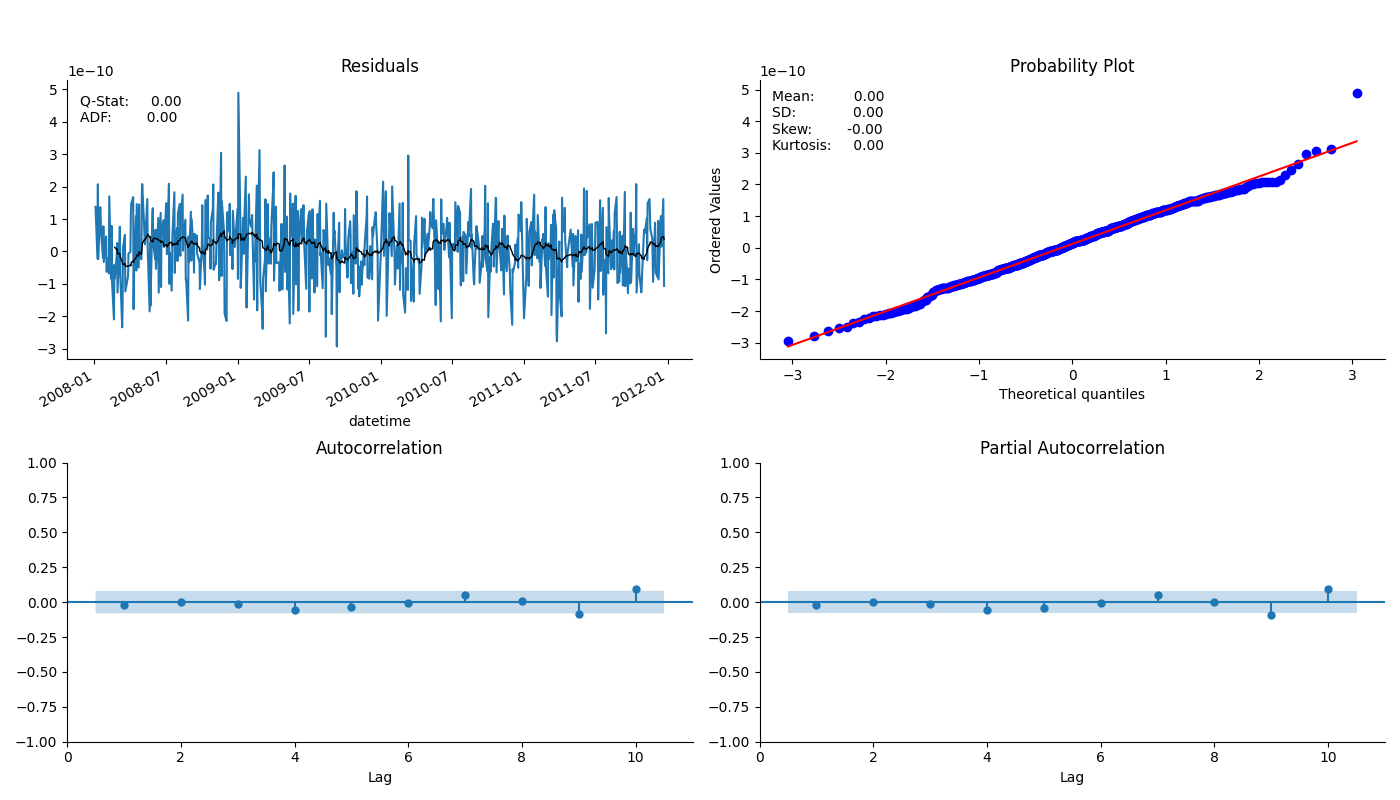 Residuals
1e−10
Q-Stat: 0.00
ADF: 0.00
5
4
3
2
1
0
−1
−2
−3
2008-01
2008-07
2009-01
2009-07
2010-01
2010-07
2011-01
2011-07
2012-01
datetime
Probability Plot
1e−10
Mean: 0.00
SD: 0.00
Skew: -0.00
Kurtosis: 0.00
Ordered Values
5
4
3
2
1
0
−1
−2
−3
−3 −2 −1 0 1 2 3
Theoretical quantiles
Autocorrelation
1.00
0.75
0.50
0.25
0.00
−0.25
−0.50
−0.75
−1.00
0 2 4 6 8 10
Lag
Partial Autocorrelation
1.00
0.75
0.50
0.25
0.00
−0.25
−0.50
−0.75
−1.00
0 2 4 6 8 10
Lag